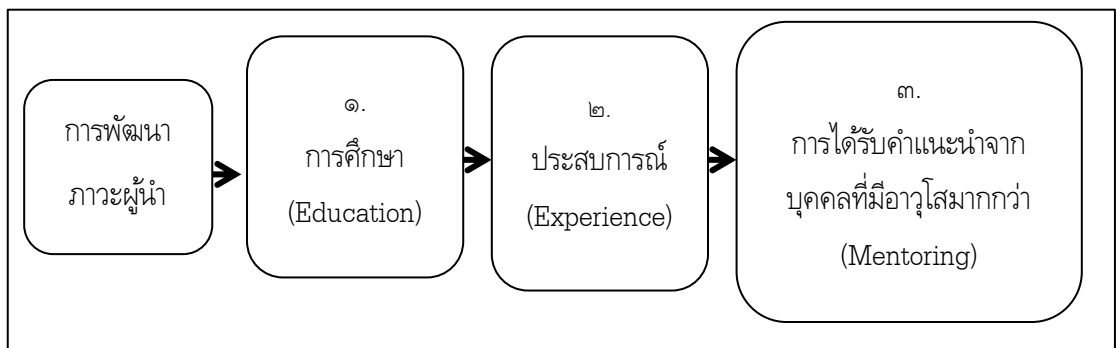 การพัฒนา
ภาวะผู้นำ
๑.
การศึกษา
(Education)
๒.
ประสบการณ์
(Experience)
๓.
การได้รับคำแนะนำจาก
บุคคลที่มีอาวุโสมากกว่า
(Mentoring)